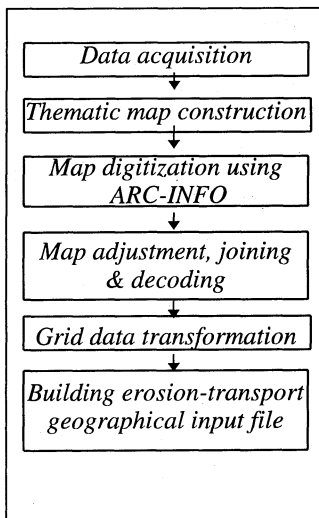 Data acquisition
Thematic map construction
Map digitization using
ARC-INFO
Map adjustment, joining
& decoding
Grid data transformation
Building erosion-transport
geographical input file